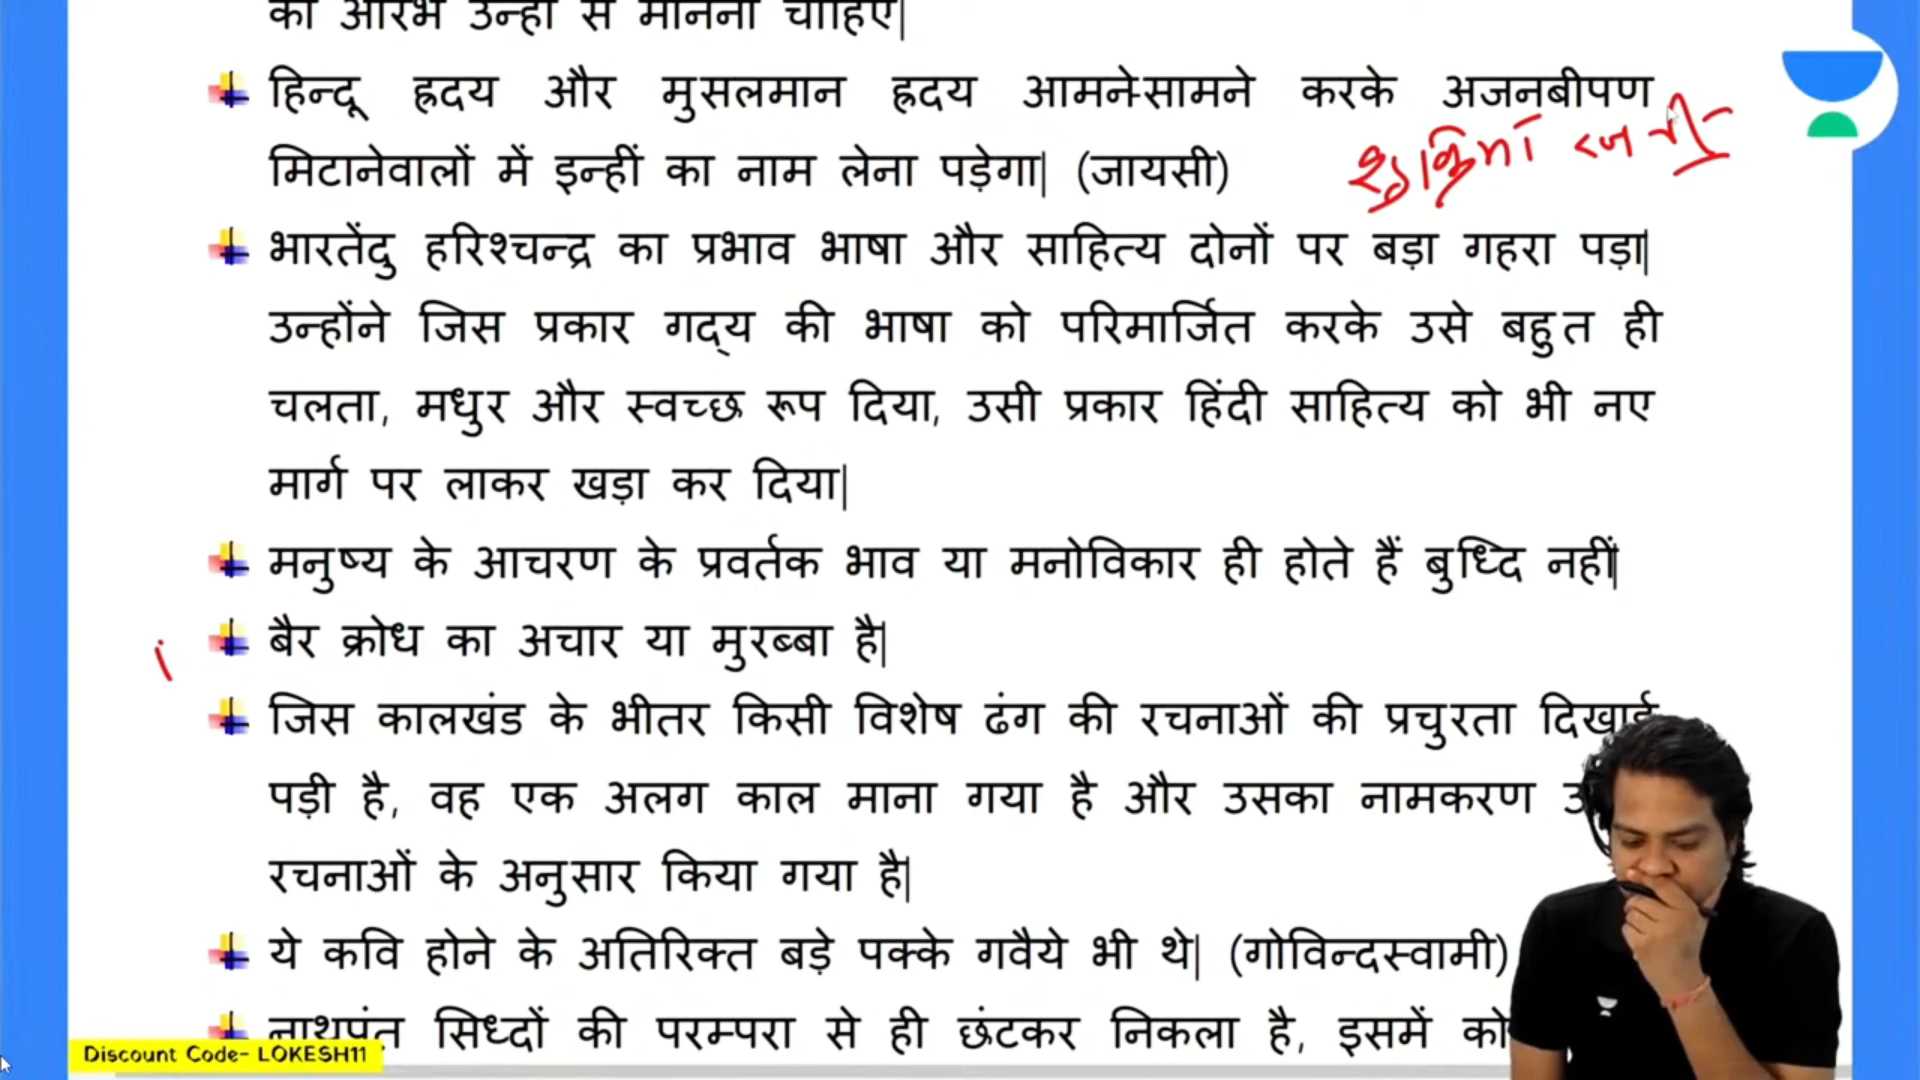 का आरंभ उन्हीं से मानना चाहिए|
हिन्दू ह्रदय और मुसलमान ह्रदय आमने-सामने करके अजनबीपण
मिटानेवालों में इन्हीं का नाम लेना पड़ेगा| (जायसी)
भारतेंदु हरिश्चन्द्र का प्रभाव भाषा और साहित्य दोनों पर बड़ा गहरा पड़ा|
उन्होंने जिस प्रकार गद्य की भाषा को परिमार्जित करके उसे बहुत ही
चलता, मधुर और स्वच्छ रूप दिया, उसी प्रकार हिंदी साहित्य को भी नए
मार्ग पर लाकर खड़ा कर दिया|
मनुष्य के आचरण के प्रवर्तक भाव या मनोविकार ही होते हैं बुध्दि नहीं|
बैर क्रोध का अचार या मुरब्बा है|
जिस कालखंड के भीतर किसी विशेष ढंग की रचनाओं की प्रचुरता दिखाई
पड़ी है, वह एक अलग काल माना गया है और उसका नामकरण
रचनाओं के अनुसार किया गया है|
ये कवि होने के अतिरिक्त बड़े पक्के गवैये भी थे| (गोविन्दस्वामी)
नाथपंत सिध्दों की परम्परा से ही छंटकर निकला है, इसमें
Discount Code- LOKESH11